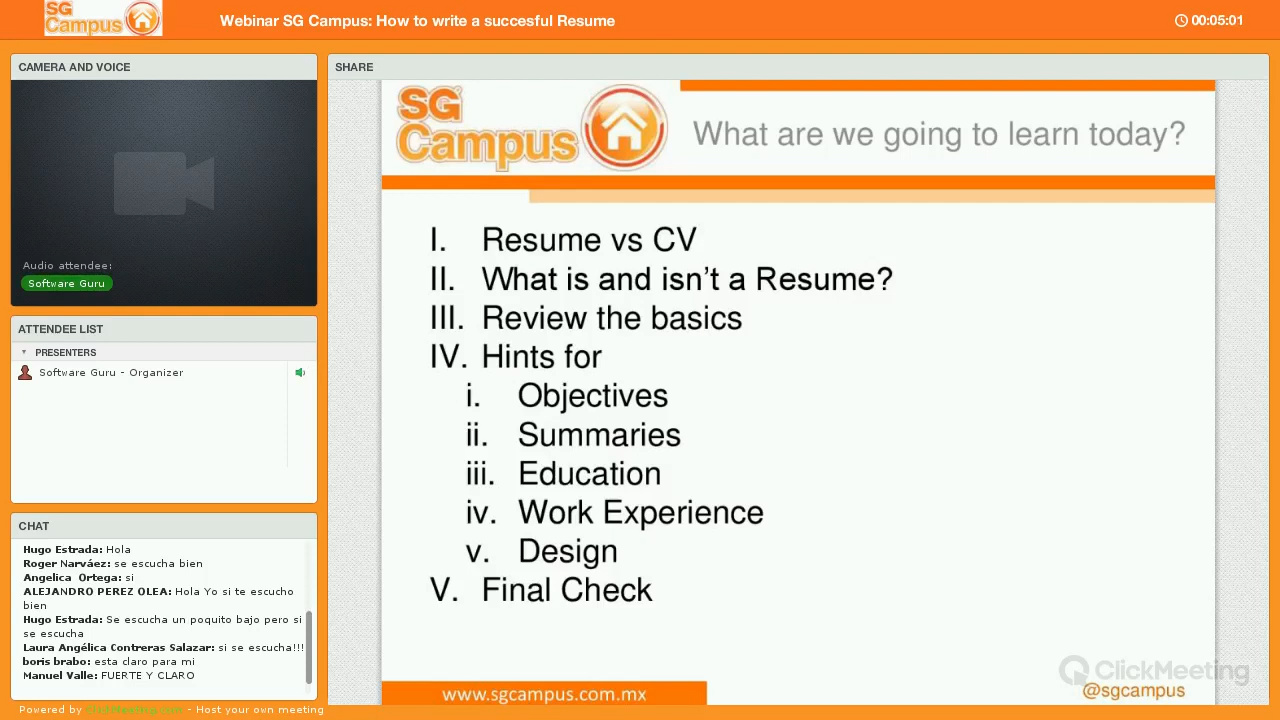 SG Campus
Webinar SG Campus: How to write a succesful Resume
00:05:01
CAMERA AND VOICE
Audio attendee:
Software Guru
ATTENDEE LIST
PRESENTERS
Software Guru - Organizer
CHAT
Hugo Estrada: Hola
Roger Narváez: se escucha bien
Angelica Ortega: si
ALEJANDRO PEREZ OLEA: Hola Yo si te escucho
bien
Hugo Estrada: Se escucha un poquito bajo pero si
se escucha
Laura Angélica Contreras Salazar: si se escucha!!!
boris brabo: esta claro para mi
Manuel Valle: FUERTE Y CLARO
Powered by - Host your own meeting
SHARE
SG
Campus
What are we going to learn today?
I. Resume vs CV
II. What is and isn't a Resume?
III. Review the basics
IV. Hints for
i. Objectives
ii. Summaries
iii. Education
iv. Work Experience
v. Design
V. Final Check
www.sgcampus.com.mx
ClickMeeting
@sgcampus